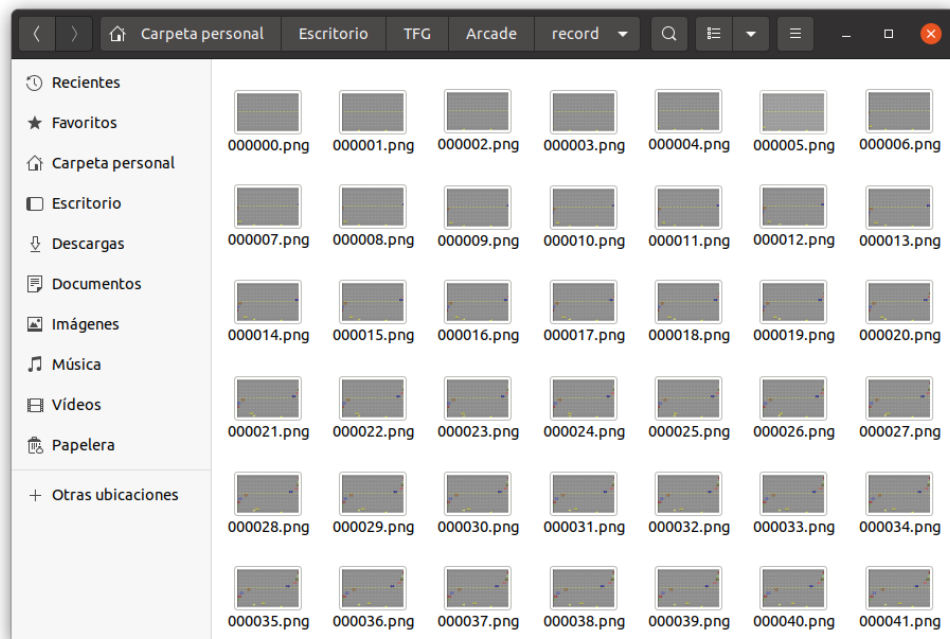 Carpeta personal Escritorio TFG Arcade record
Recientes
Favoritos
Carpeta personal
Escritorio
Descargas
Documentos
Imágenes
Música
Vídeos
Papelera
Otras ubicaciones
000000.png 000001.png 000002.png 000003.png 000004.png 000005.png 000006.png
000007.png 000008.png 000009.png 000010.png 000011.png 000012.png 000013.png
000014.png 000015.png 000016.png 000017.png 000018.png 000019.png 000020.png
000021.png 000022.png 000023.png 000024.png 000025.png 000026.png 000027.png
000028.png 000029.png 000030.png 000031.png 000032.png 000033.png 000034.png
000035.png 000036.png 000037.png 000038.png 000039.png 000040.png 000041.png